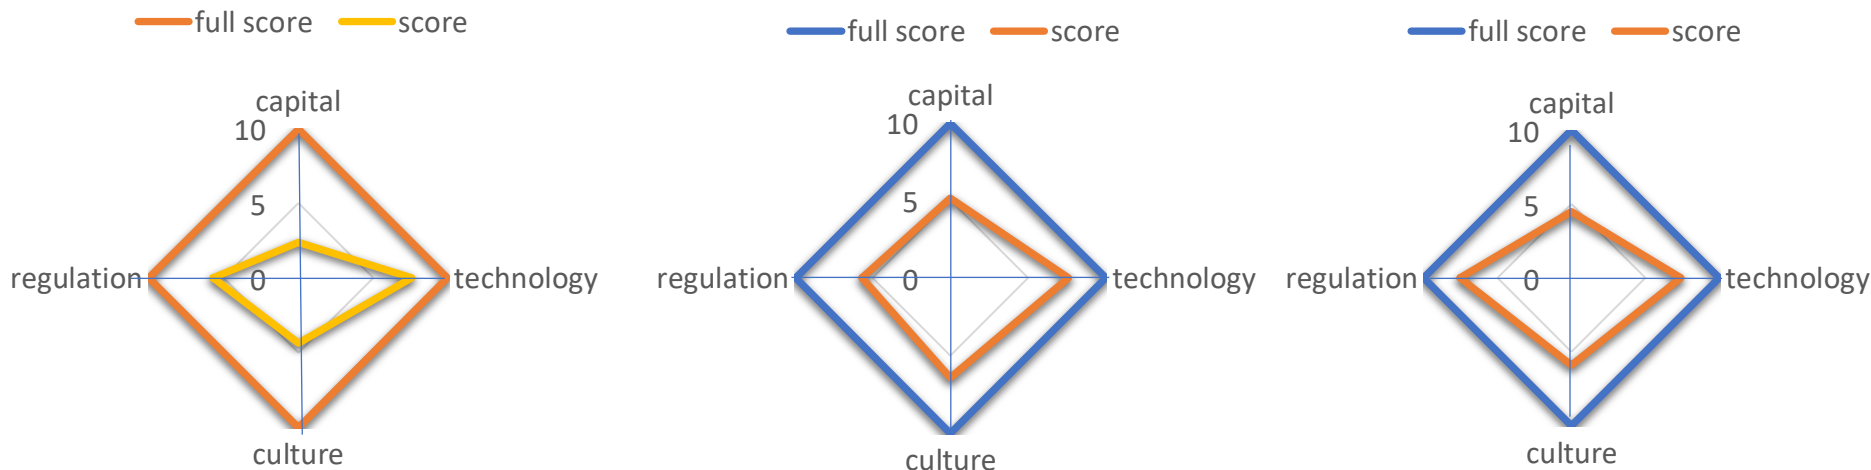 full score score
capital
10
5
0
regulation
technology
culture
full score score
capital
10
5
0
regulation
technology
culture
full score score
capital
10
5
0
regulation
technology
culture